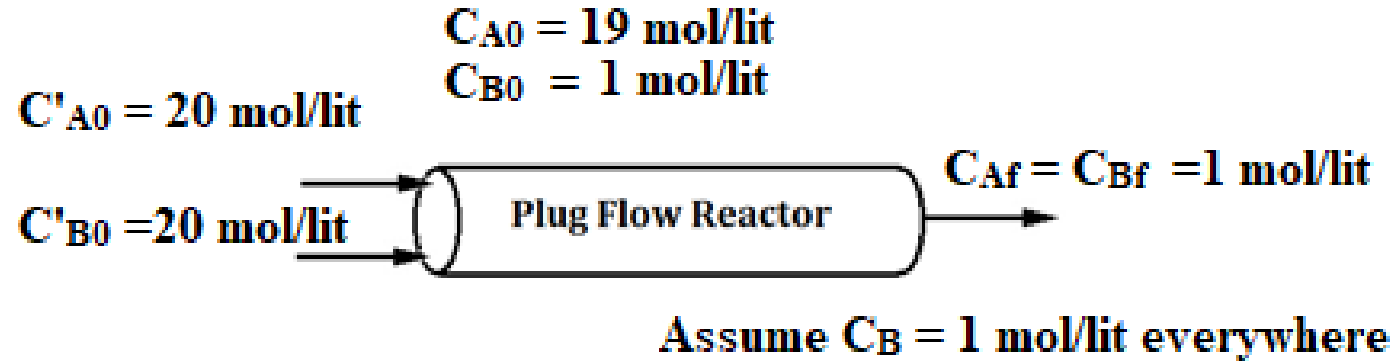 CA0 = 19 mol/lit
CB0 = 1 mol/lit
C'A0 = 20 mol/lit
CAf = CBf =1 mol/lit
C'B0 =20 mol/lit
Plug Flow Reactor
Assume CB = 1 mol/lit everywhere